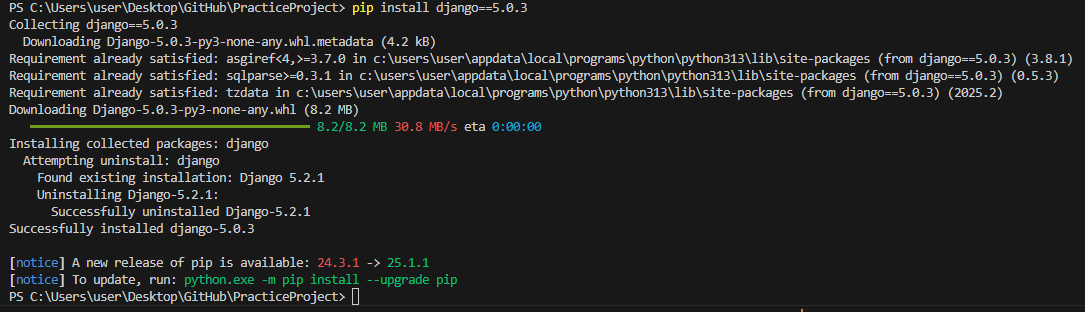 PS C:\Users\user\Desktop\GitHub\PracticeProject> pip install django==5.0.3
Collecting django==5.0.3
  Downloading Django-5.0.3-py3-none-any.whl.metadata (4.2 kB)
Requirement already satisfied: asgiref<4,>=3.7.0 in c:\users\user\appdata\local\programs\python\python313\lib\site-packages (from django==5.0.3) (3.8.1)
Requirement already satisfied: sqlparse>=0.3.1 in c:\users\user\appdata\local\programs\python\python313\lib\site-packages (from django==5.0.3) (0.5.3)
Requirement already satisfied: tzdata in c:\users\user\appdata\local\programs\python\python313\lib\site-packages (from django==5.0.3) (2025.2)
Downloading Django-5.0.3-py3-none-any.whl (8.2 MB)
8.2/8.2 MB 30.8 MB/s eta 0:00:00
Installing collected packages: django
  Attempting uninstall: django
    Found existing installation: Django 5.2.1
    Uninstalling Django-5.2.1:
      Successfully uninstalled Django-5.2.1
Successfully installed django-5.0.3
[notice] A new release of pip is available: 24.3.1 -> 25.1.1
[notice] To update, run: python.exe -m pip install --upgrade pip
PS C:\Users\user\Desktop\GitHub\PracticeProject>